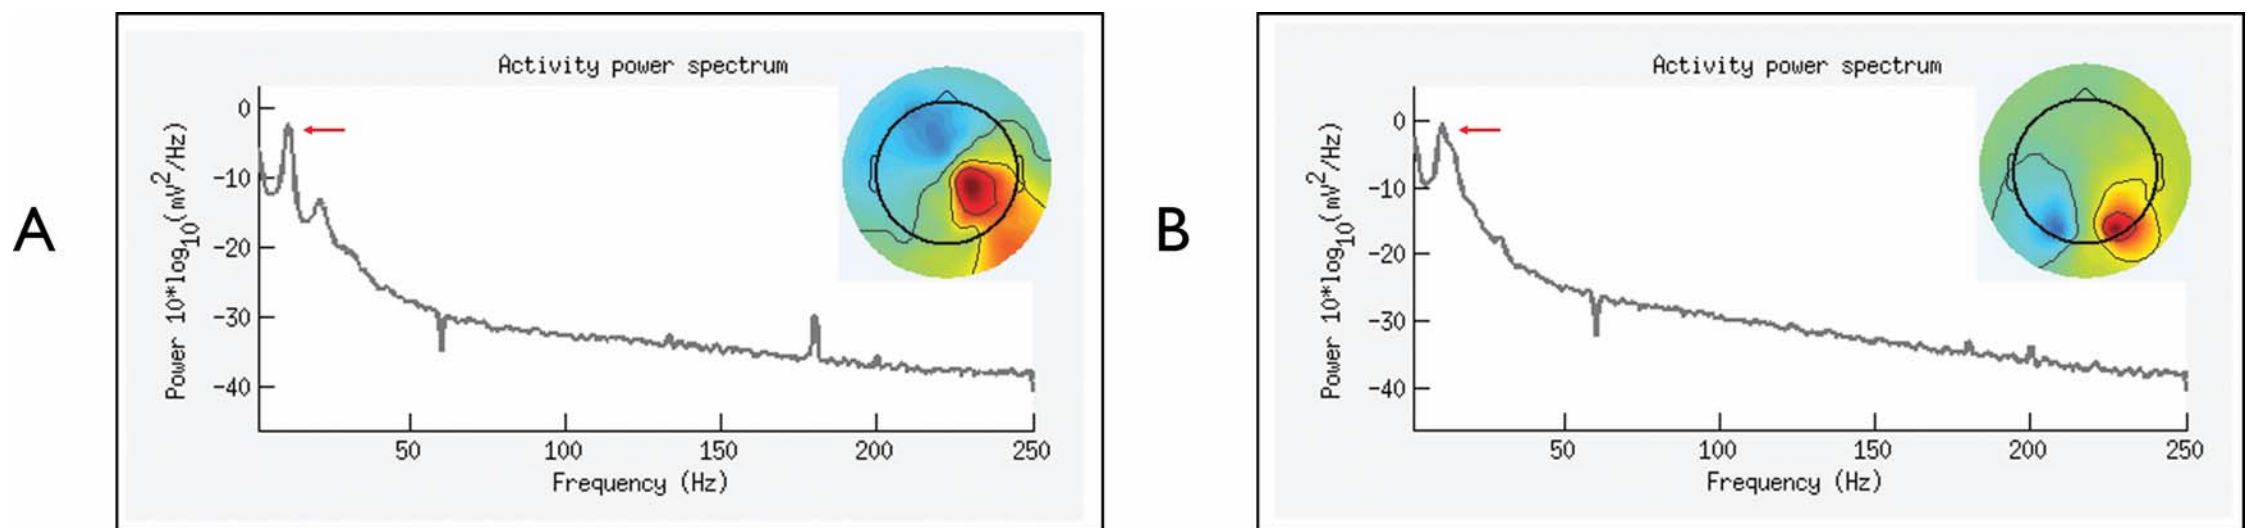 A
Activity power spectrum
Power 10*log10(mV2/Hz)
0
-10
-20
-30
-40
50 100 150 200 250
Frequency (Hz)
B
Activity power spectrum
Power 10*log10(mV2/Hz)
0
-10
-20
-30
-40
50 100 150 200 250
Frequency (Hz)